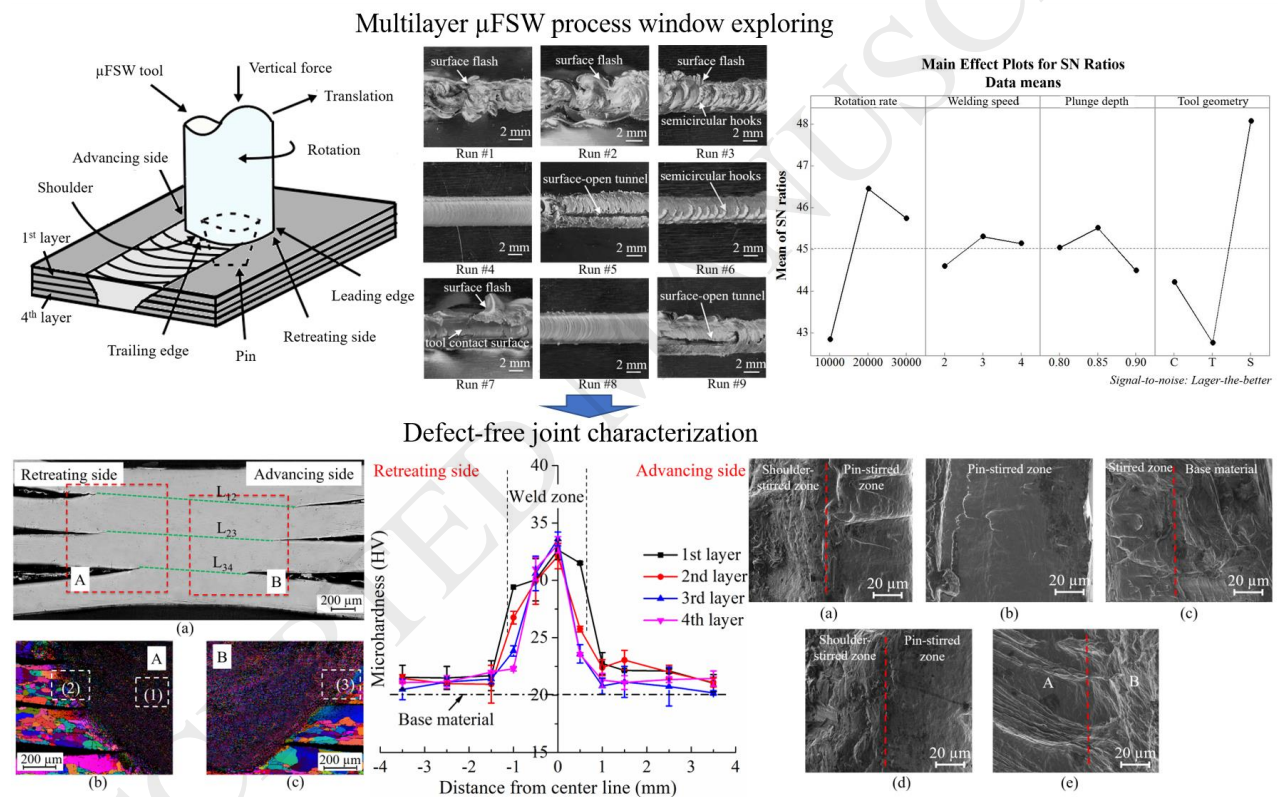 Multilayer µFSW process window exploring
µFSW tool
Vertical force
Translation
Rotation
Advancing side
Shoulder
1st layer
4th layer
Trailing edge
Pin
Leading edge
Retreating side
surface flash
2 mm
Run #1
surface flash
2 mm
Run #2
surface flash
semicircular hooks
2 mm
Run #3
2 mm
Run #4
surface-open tunnel
2 mm
Run #5
semicircular hooks
2 mm
Run #6
surface flash
tool contact surface
2 mm
Run #7
2 mm
Run #8
surface-open tunnel
2 mm
Run #9
Main Effect Plots for SN Ratios
Data means
Rotation rate Welding speed Plunge depth Tool geometry
Mean of SN ratios
48
47
46
45
44
43
10000 20000 30000 2 3 4 0.80 0.85 0.90 C T S
Signal-to-noise: Lager-the-better
Defect-free joint characterization
Retreating side
Advancing side
L12
L23
L34
A
B
200 µm
(a)
A
(2)
(1)
200 µm
(b)
B
(3)
200 µm
(c)
Retreating side
Advancing side
Weld zone
Microhardness (HV)
40
35
30
25
20
15
1st layer
2nd layer
3rd layer
4th layer
Base material
-4 -3 -2 -1 0 1 2 3 4
Distance from center line (mm)
Shoulder-
stirred zone
Pin-stirred
zone
20 µm
(a)
Pin-stirred zone
20 µm
(b)
Stirred zone
Base material
20 µm
(c)
Shoulder-
stirred zone
Pin-stirred
zone
20 µm
(d)
A
B
20 µm
(e)